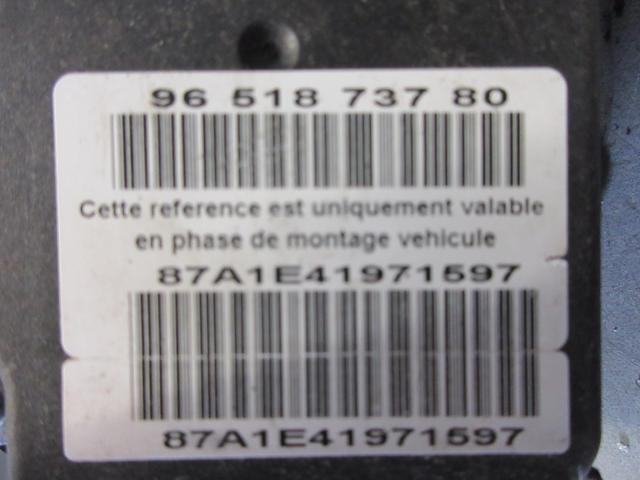 96 518 737 80
Cette reference est uniquement valable
en phase de montage vehicule
87A1E41971597
87A1E41971597